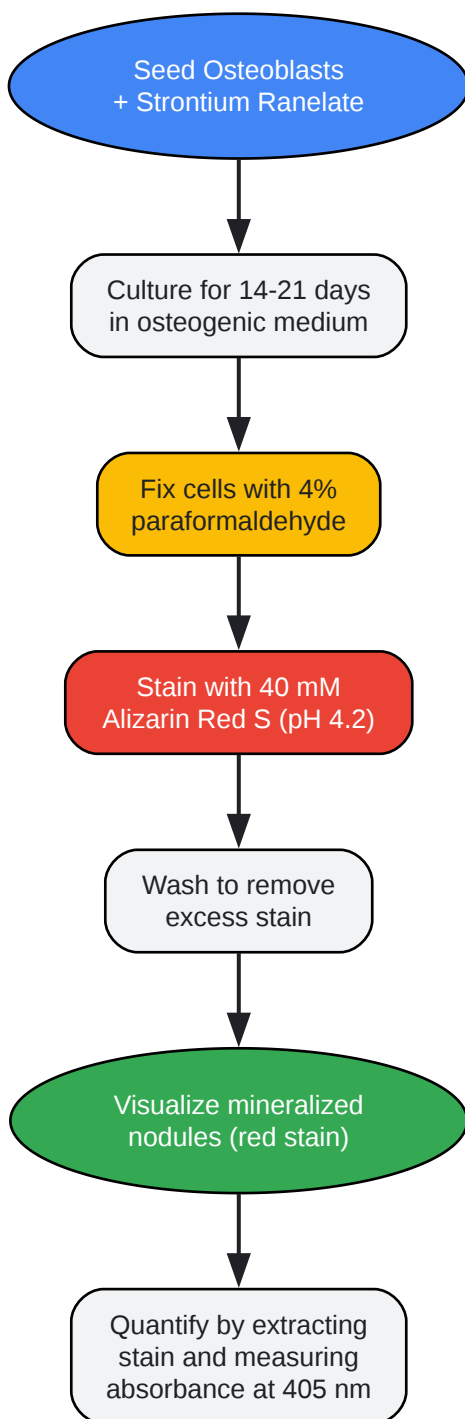 Seed Osteoblasts
+ Strontium Ranelate
Culture for 14-21 days
in osteogenic medium
Fix cells with 4%
paraformaldehyde
Stain with 40 mM
Alizarin Red S (pH 4.2)
Wash to remove
excess stain
Visualize mineralized
nodules (red stain)
Quantify by extracting
stain and measuring
absorbance at 405 nm